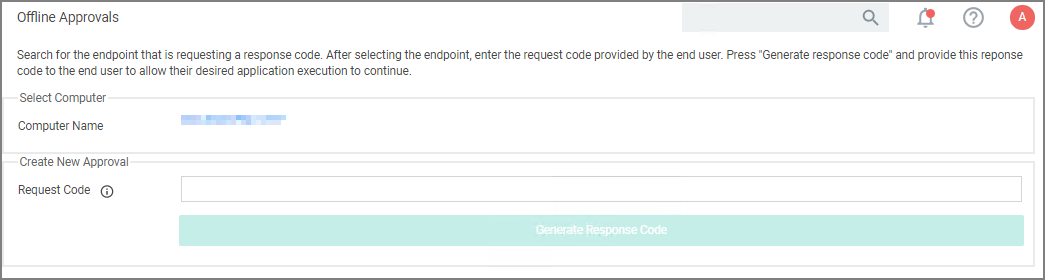 Offline Approvals
A
Search for the endpoint that is requesting a response code. After selecting the endpoint, enter the request code provided by the end user. Press "Generate response code" and provide this reponse
code to the end user to allow their desired application execution to continue.
Select Computer
Computer Name
Create New Approval
Request Code
Generate Response Code